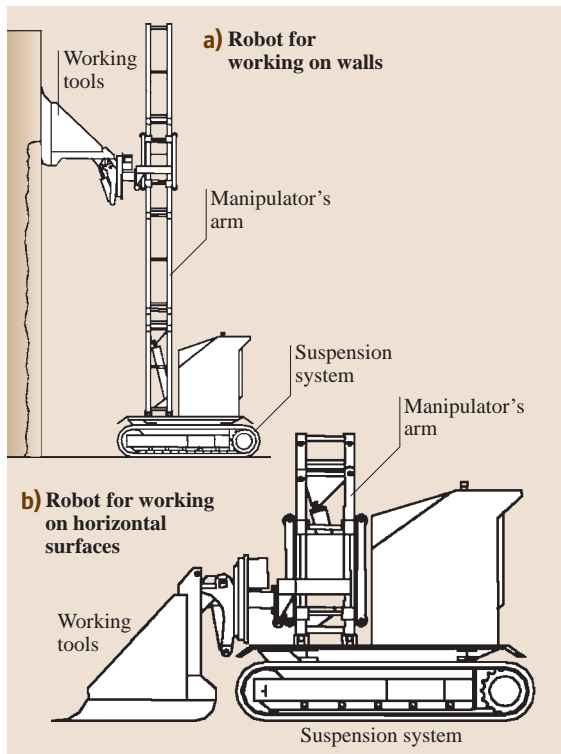 a) Robot for
working on walls
Working
tools
Manipulator's
arm
Suspension
system
Manipulator's
arm
b) Robot for working
on horizontal
surfaces
Working
tools
Suspension system